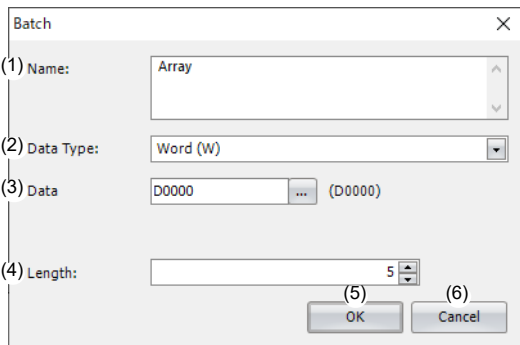 Batch
(1) Name: Array
(2) Data Type: Word (W)
(3) Data D0000 ... (D0000)
(4) Length: 5
(5) (6)
OK Cancel